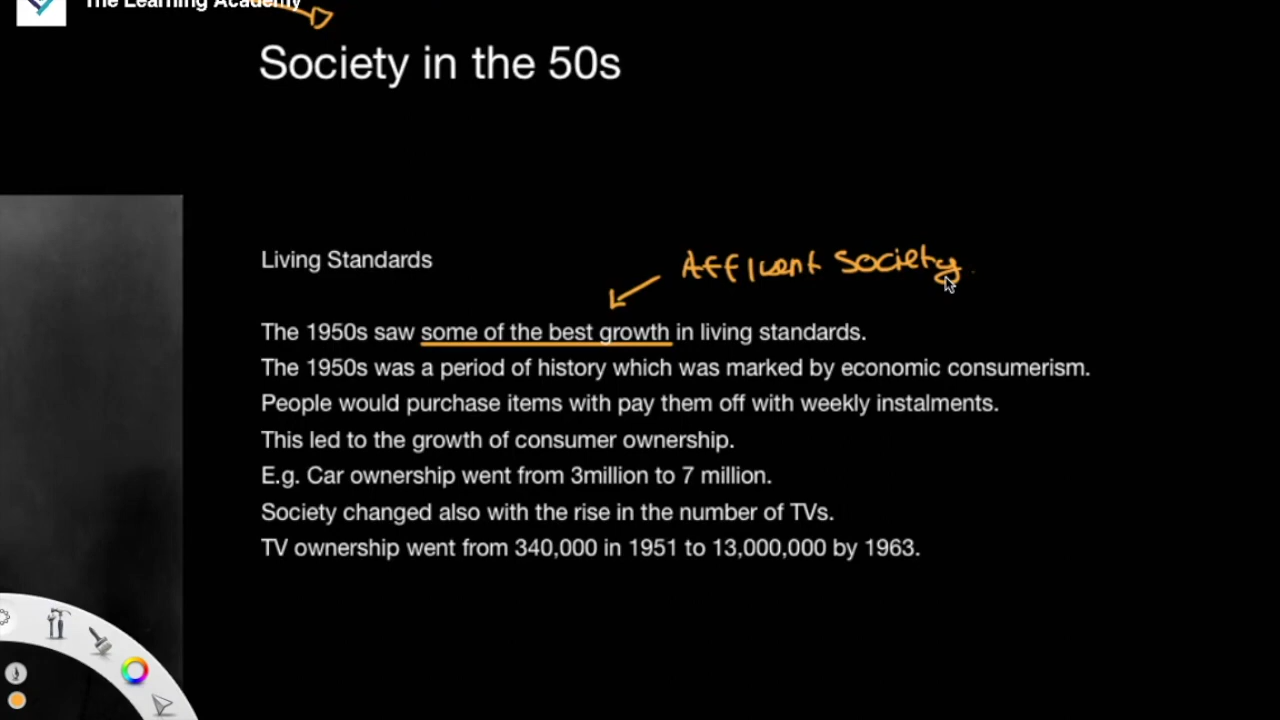 The Learning Academy
Society in the 50s
Living Standards
Affluent Society
The 1950s saw some of the best growth in living standards.
The 1950s was a period of history which was marked by economic consumerism.
People would purchase items with pay them off with weekly instalments.
This led to the growth of consumer ownership.
E.g. Car ownership went from 3million to 7 million.
Society changed also with the rise in the number of TVs.
TV ownership went from 340,000 in 1951 to 13,000,000 by 1963.